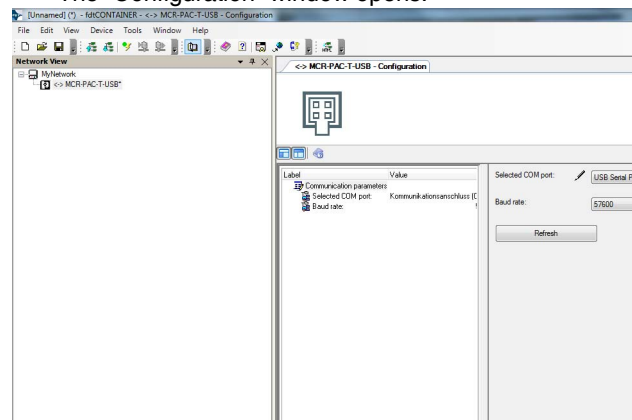 The "Configuration" window opens.
[Unnamed] (*) - fdtCONTAINER - <-> MCR-PAC-T-USB - Configuration
File Edit View Device Tools Window Help
Network View
MyNetwork
<-> MCR-PAC-T-USB*
<-> MCR-PAC-T-USB - Configuration
Label Value
Communication parameters
Selected COM port: Kommunikationsanschluss (C
Baud rate:
Selected COM port: USB Serial P
Baud rate: 57600
Refresh